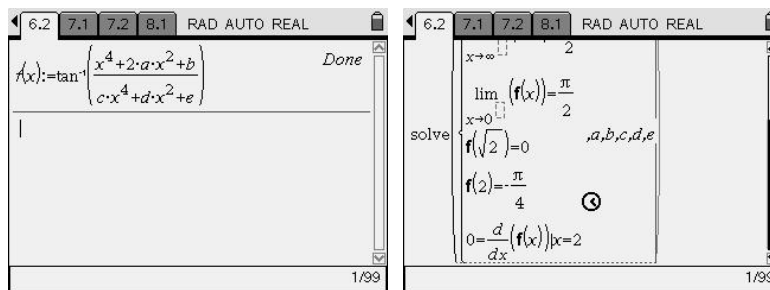 6.2 7.1 7.2 8.1 RAD AUTO REAL
f(x):=tan⁻¹((x⁴+2·a·x²+b)/(c·x⁴+d·x²+e)) Done
1/99
6.2 7.1 7.2 8.1 RAD AUTO REAL
x→∞ 2
lim (f(x))=π/2
x→0
solve ,a,b,c,d,e
f(√2)=0
f(2)=-π/4
0=d/dx(f(x))|x=2
1/99